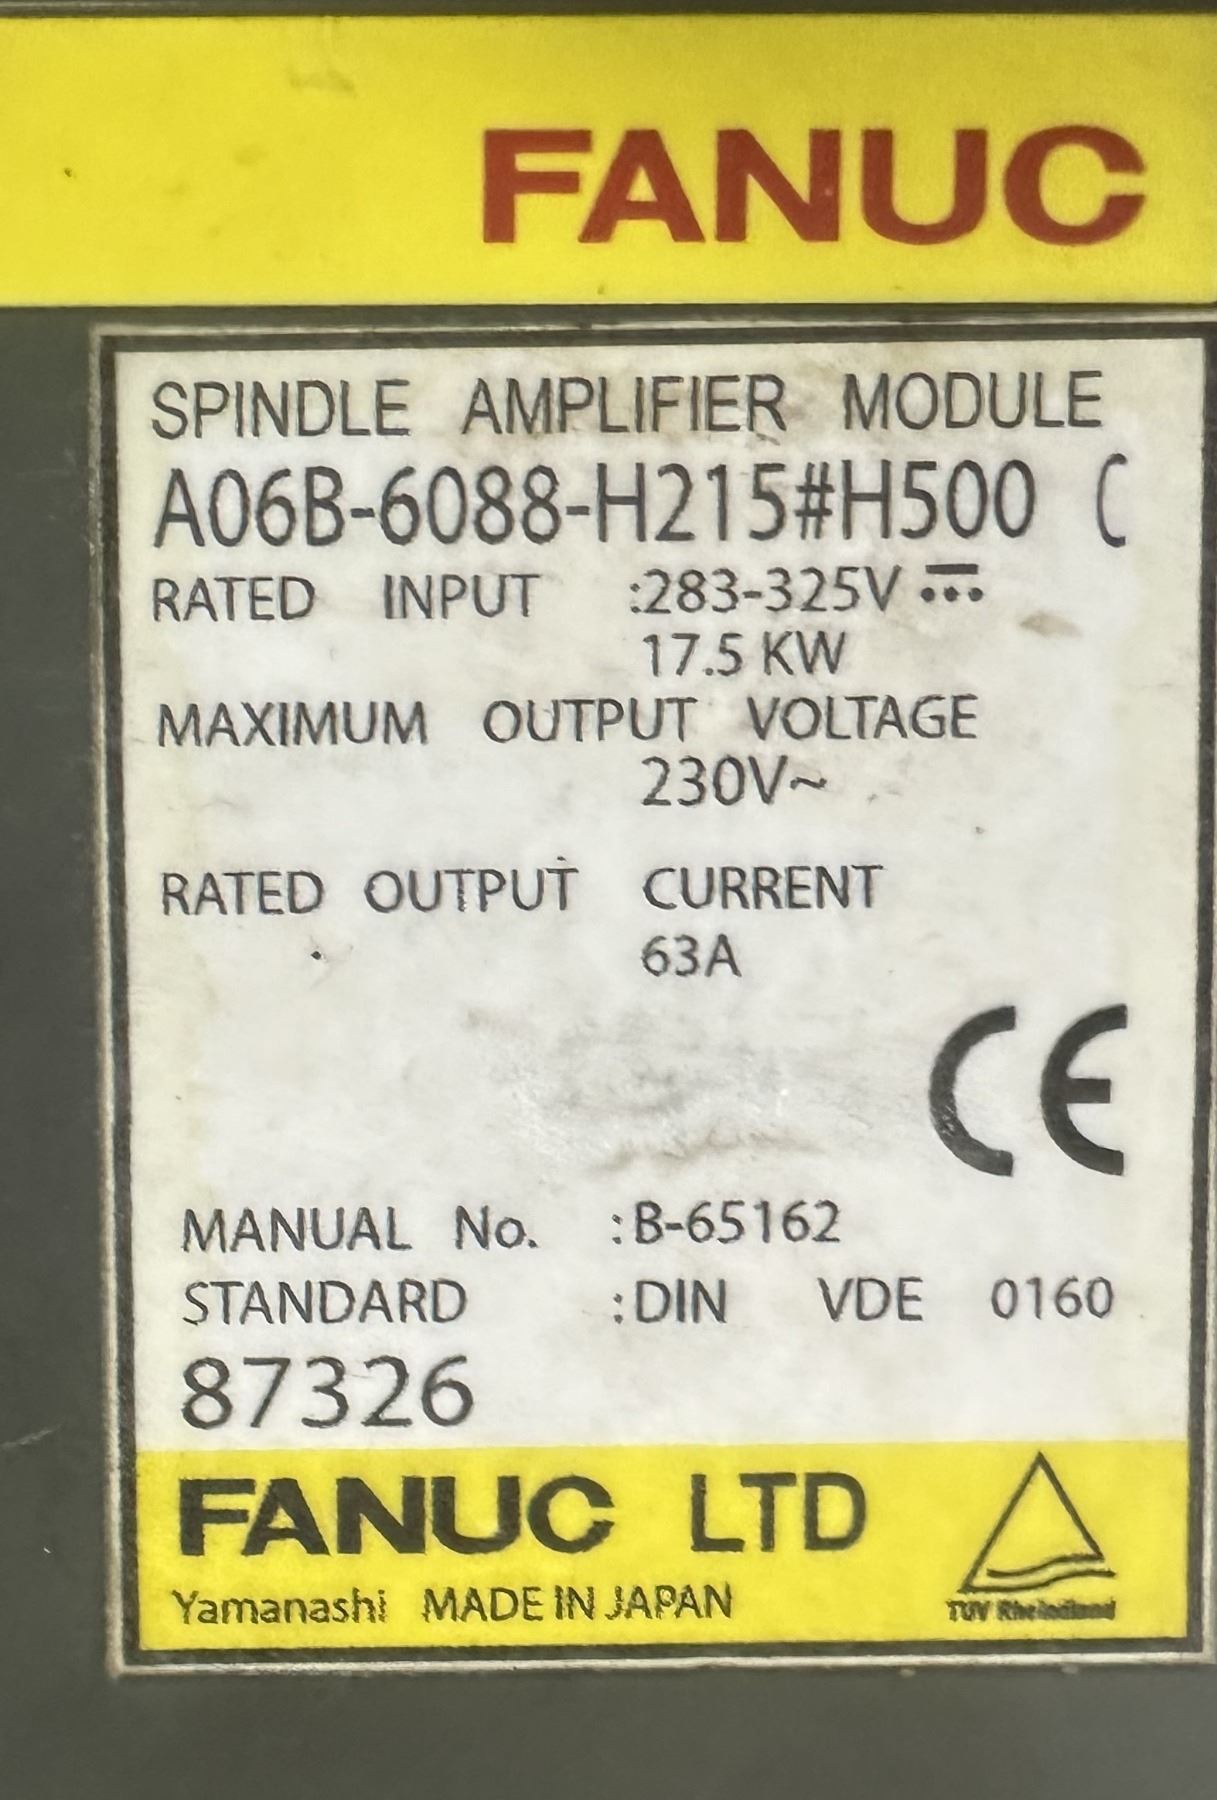 FANUC
SPINDLE AMPLIFIER MODULE
A06B-6088-H215#H500 C
RATED INPUT :283-325V
17.5 KW
MAXIMUM OUTPUT VOLTAGE
230V~
RATED OUTPUT CURRENT
63A
CE
MANUAL No. :B-65162
STANDARD :DIN VDE 0160
87326
FANUC LTD
Yamanashi MADE IN JAPAN
TÜV Rheinland